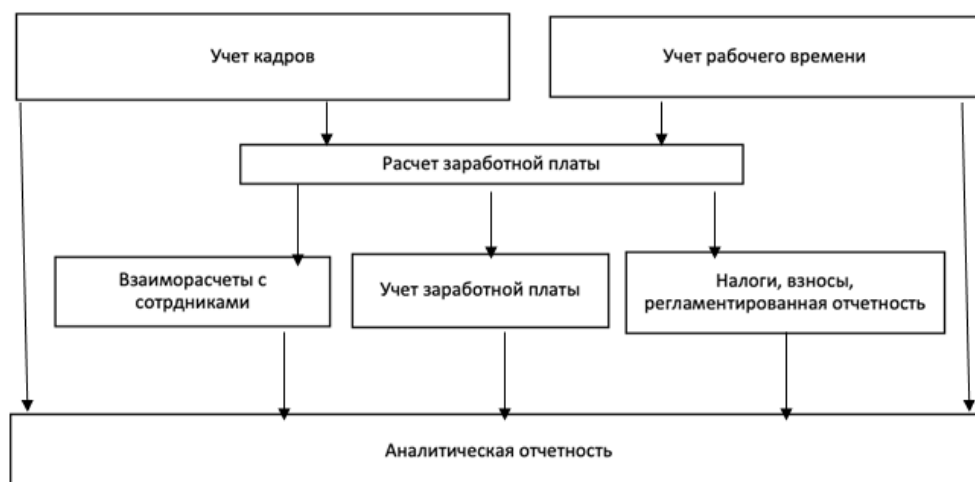 Учет кадров
Учет рабочего времени
Расчет заработной платы
Взаиморасчеты с
сотрдниками
Учет заработной платы
Налоги, взносы,
регламентированная отчетность
Аналитическая отчетность